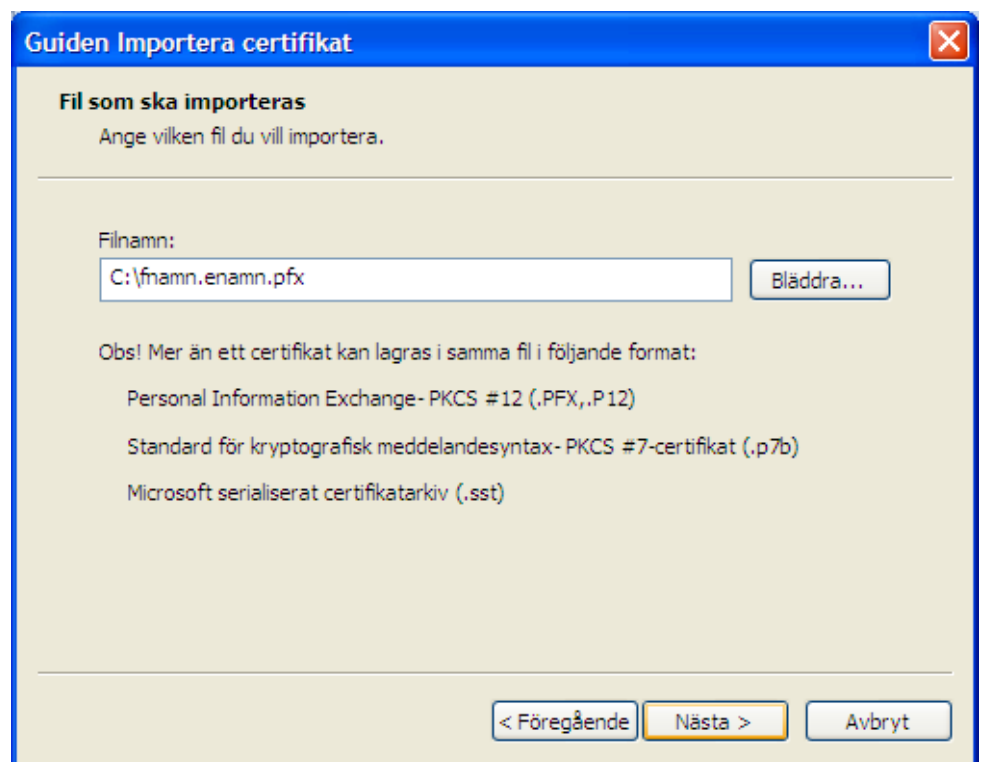 Guiden Importera certifikat
Fil som ska importeras
Ange vilken fil du vill importera.
Filnamn:
C:\fnamn.enamn.pfx
Bläddra...
Obs! Mer än ett certifikat kan lagras i samma fil i följande format:
Personal Information Exchange- PKCS #12 (.PFX,.P12)
Standard för kryptografisk meddelandesyntax- PKCS #7-certifikat (.p7b)
Microsoft serialiserat certifikatarkiv (.sst)
< Föregående
Nästa >
Avbryt